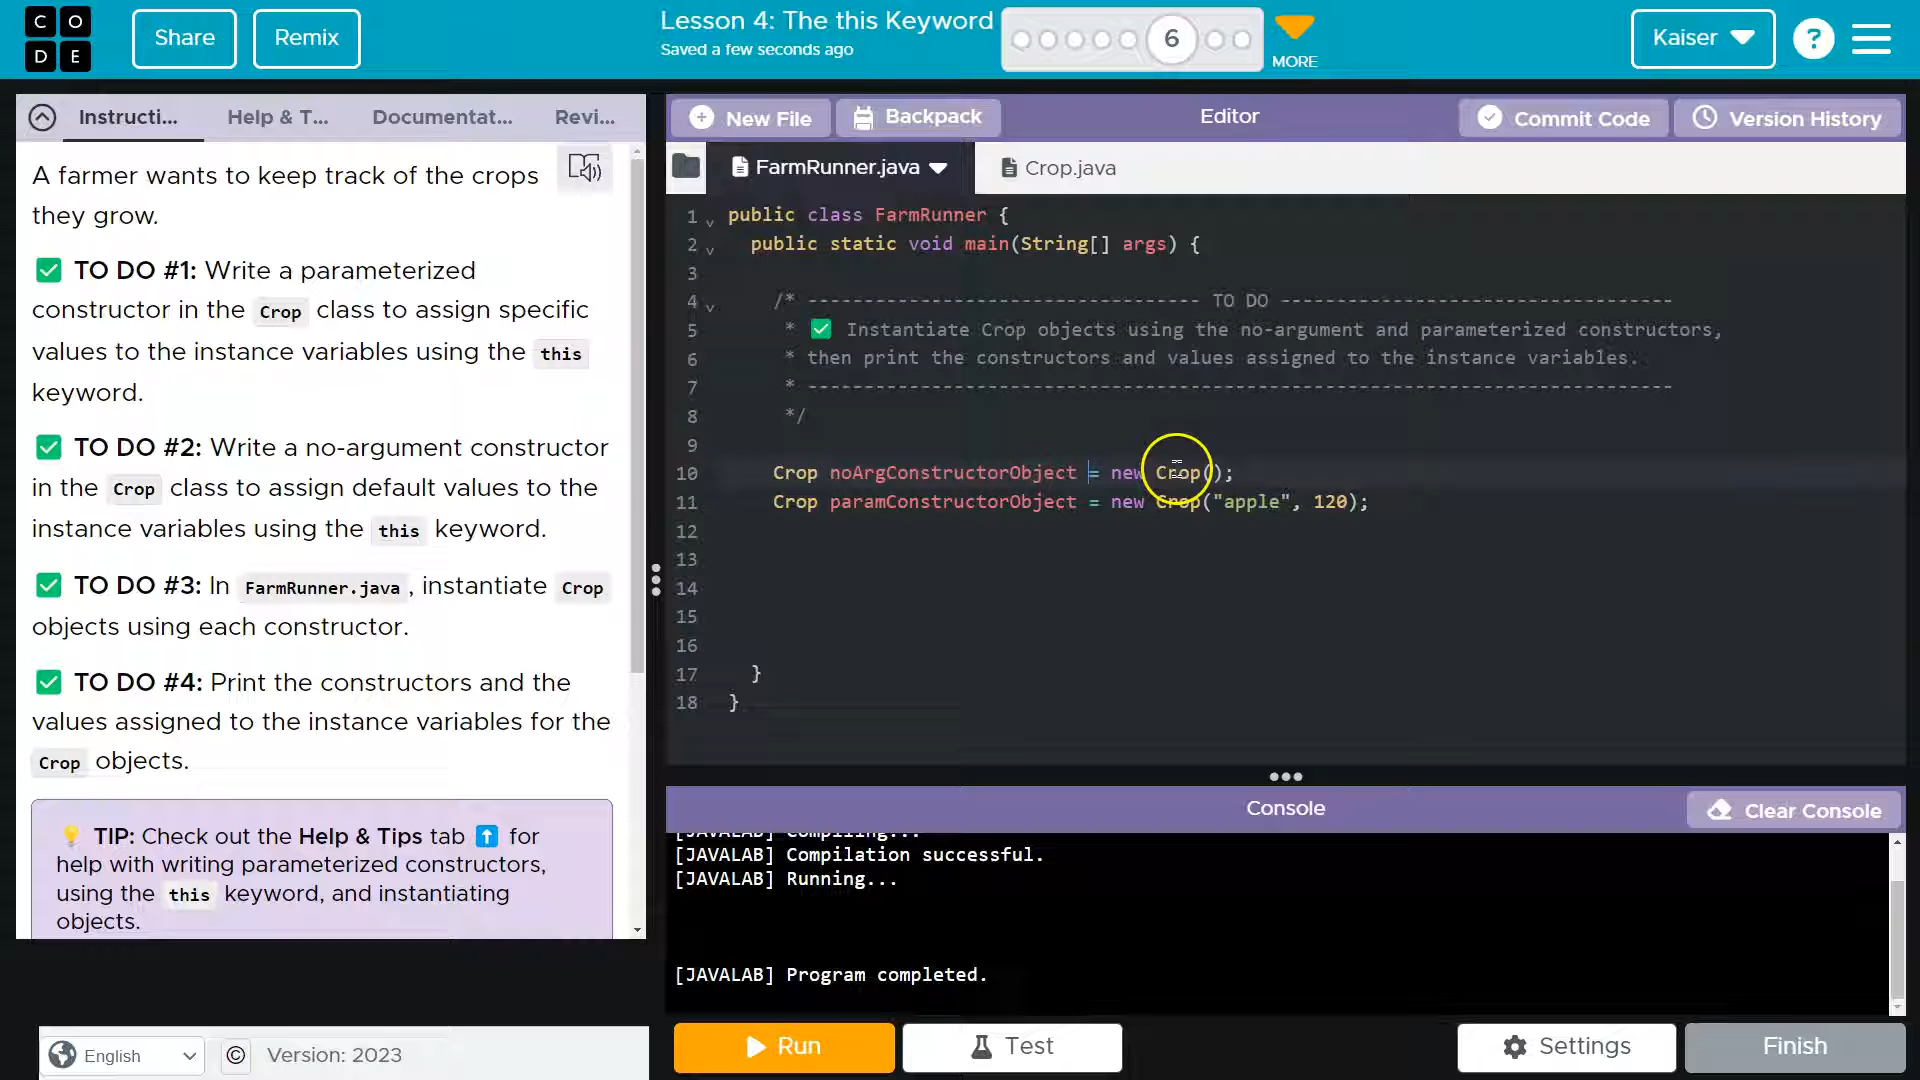 C O
D E
Share
Remix
Lesson 4: The this Keyword
Saved a few seconds ago
6
MORE
Kaiser
?
Instructi...
Help & T...
Documentat...
Revi...
A farmer wants to keep track of the crops
they grow.
✅ TO DO #1: Write a parameterized
constructor in the Crop class to assign specific
values to the instance variables using the this
keyword.
✅ TO DO #2: Write a no-argument constructor
in the Crop class to assign default values to the
instance variables using the this keyword.
✅ TO DO #3: In FarmRunner.java, instantiate Crop
objects using each constructor.
✅ TO DO #4: Print the constructors and the
values assigned to the instance variables for the
Crop objects.
💡 TIP: Check out the Help & Tips tab ⬆ for
help with writing parameterized constructors,
using the this keyword, and instantiating
objects.
New File
Backpack
Editor
Commit Code
Version History
FarmRunner.java
Crop.java
1 public class FarmRunner {
2 public static void main(String[] args) {
3
4 /* ----------------------------------- TO DO -----------------------------------
5 * ✅ Instantiate Crop objects using the no-argument and parameterized constructors,
6 * then print the constructors and values assigned to the instance variables.
7 * -----------------------------------------------------------------------------
8 */
9
10 Crop noArgConstructorObject = new Crop();
11 Crop paramConstructorObject = new Crop("apple", 120);
12
13
14
15
16
17 }
18 }
Console
Clear Console
[JAVALAB] Compiling...
[JAVALAB] Compilation successful.
[JAVALAB] Running...
[JAVALAB] Program completed.
English
©
Version: 2023
Run
Test
Settings
Finish